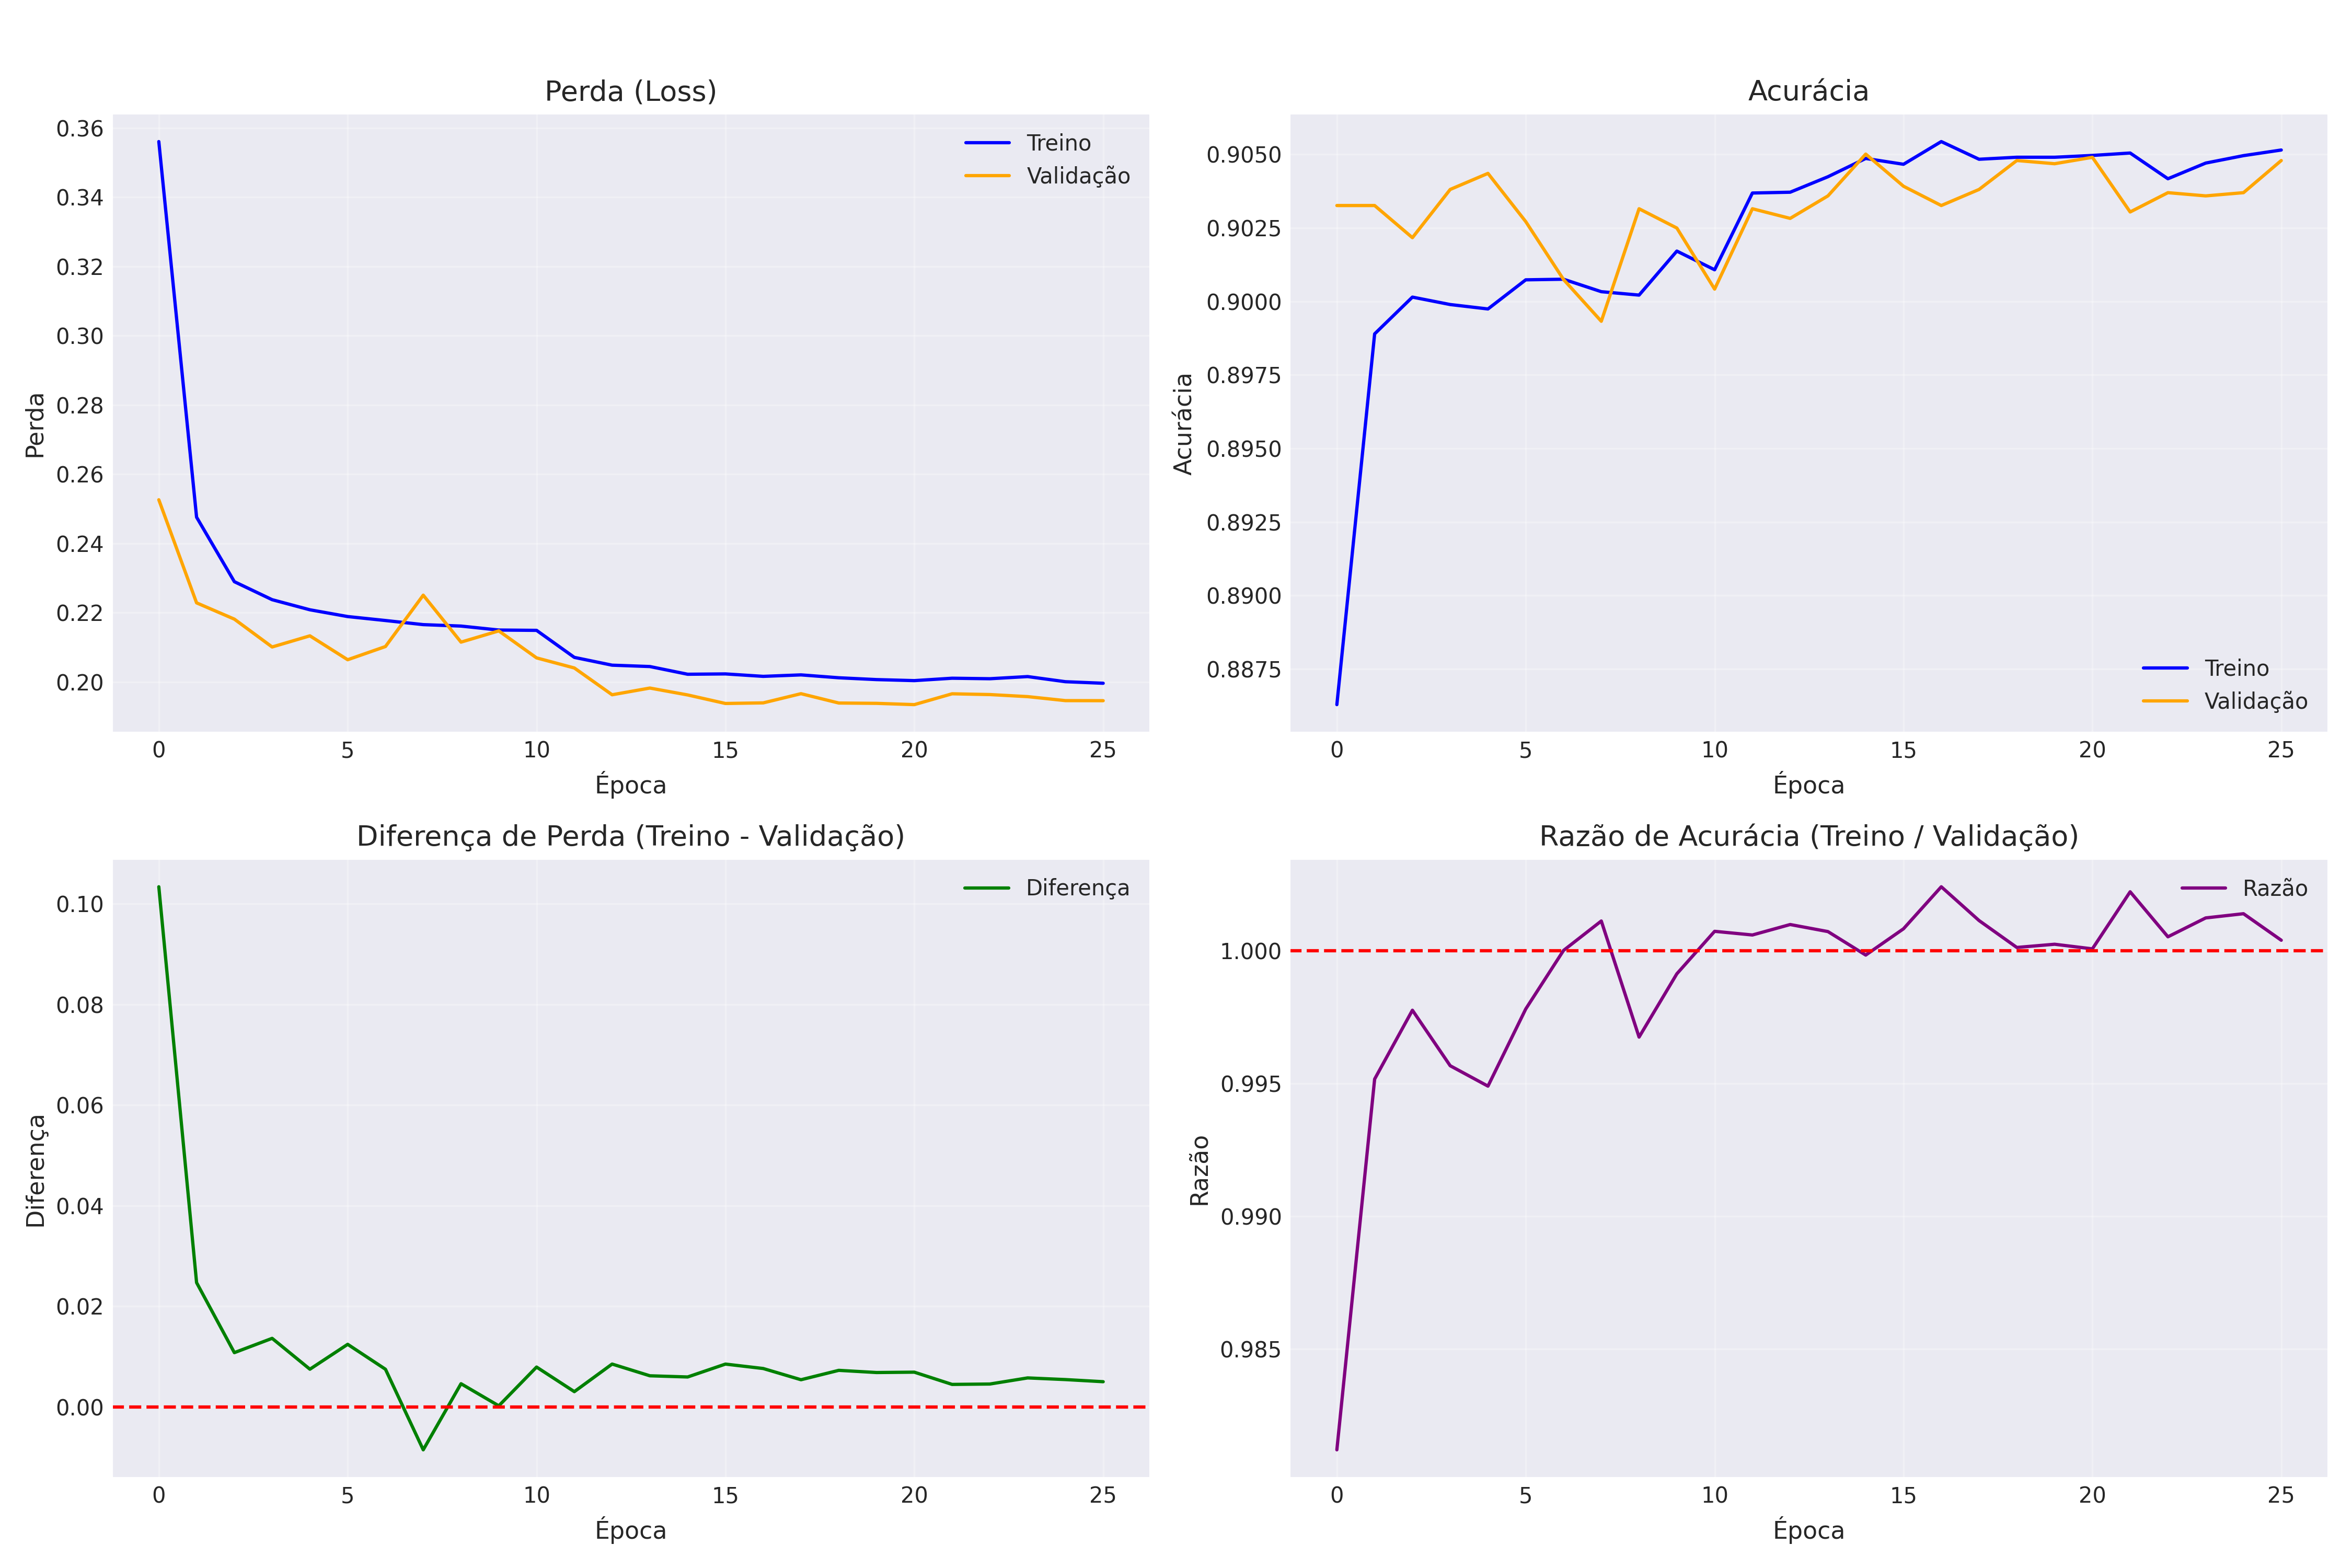 Perda (Loss)
0.36
0.34
0.32
0.30
0.28
0.26
0.24
0.22
0.20
Perda
0 5 10 15 20 25
Época
Treino
Validação
Acurácia
0.9050
0.9025
0.9000
0.8975
0.8950
0.8925
0.8900
0.8875
Acurácia
0 5 10 15 20 25
Época
Treino
Validação
Diferença de Perda (Treino - Validação)
0.10
0.08
0.06
0.04
0.02
0.00
Diferença
0 5 10 15 20 25
Época
Diferença
Razão de Acurácia (Treino / Validação)
1.000
0.995
0.990
0.985
Razão
0 5 10 15 20 25
Época
Razão